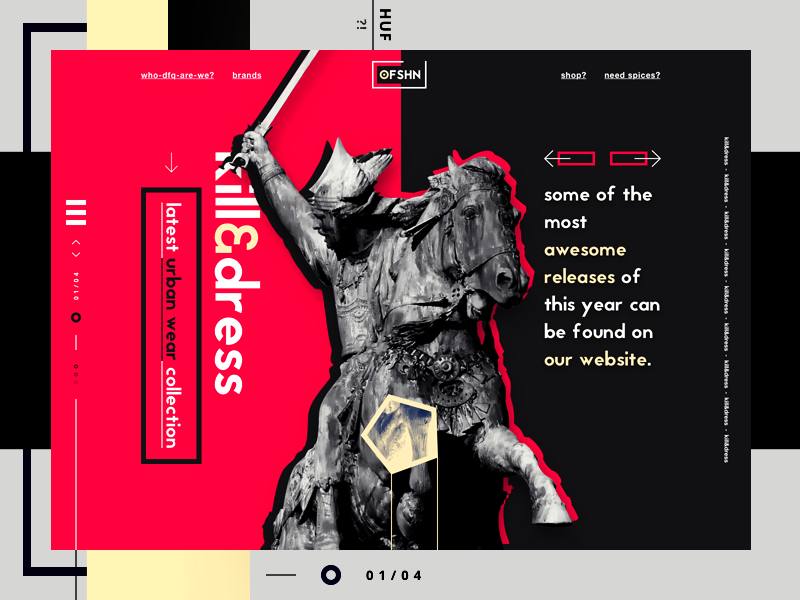 HUF
?!
who-dfq-are-we?
brands
OFSHN
shop?
need spices?
kill&dress
latest urban wear collection
01/04
some of the
most
awesome
releases of
this year can
be found on
our website.
kill&dress - kill&dress - kill&dress - kill&dress - kill&dress - kill&dress - kill&dress - kill&dress
01/04